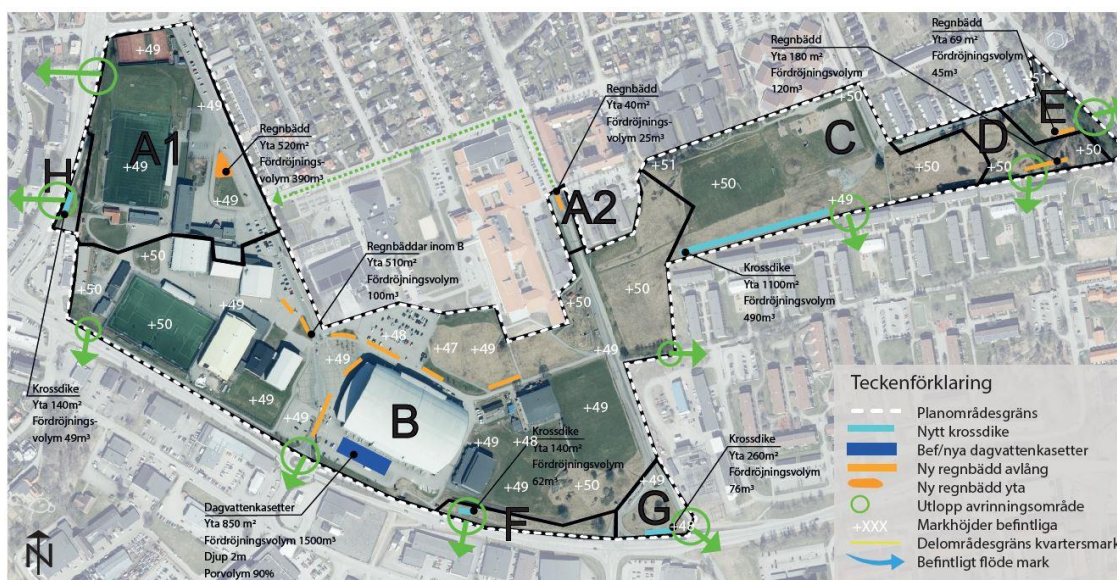 +49
A1
+49
+49
+49
H
+50
+50
+50
+49
Regnbädd
Yta 520m²
Fördröjnings-
volym 390m³
Regnbädd
Yta 40m²
Fördröjnings-
volym 25m³
A2
Regnbädd
Yta 180 m²
Fördröjningsvolym
120m³
Regnbädd
Yta 69 m²
Fördröjningsvolym
45m³
+51
+50
C
+51
+50
+50
+49
+50
D
+50
E
+50
+50
+50
+49
Regnbäddar inom B
Yta 510m²
Fördröjningsvolym
100m³
+48
+47
+49
+49
+49
B
Krossdike
Yta 1100m²
Fördröjningsvolym
490m³
Krossdike
Yta 140m²
Fördröjnings-
volym 49m³
+49
+48
+49
+49
+50
Krossdike
Yta 140m²
Fördröjningsvolym
62m³
F
Krossdike
Yta 260m²
Fördröjningsvolym
76m³
G
+48
Dagvattenkasetter
Yta 850 m²
Fördröjningsvolym 1500m³
Djup 2m
Porvolym 90%
N
Teckenförklaring
Planområdesgräns
Nytt krossdike
Bef/nya dagvattenkasetter
Ny regnbädd avlång
Ny regnbädd yta
Utlopp avrinningsområde
+XXX Markhöjder befintliga
Delområdesgräns kvartersmark
Befintligt flöde mark